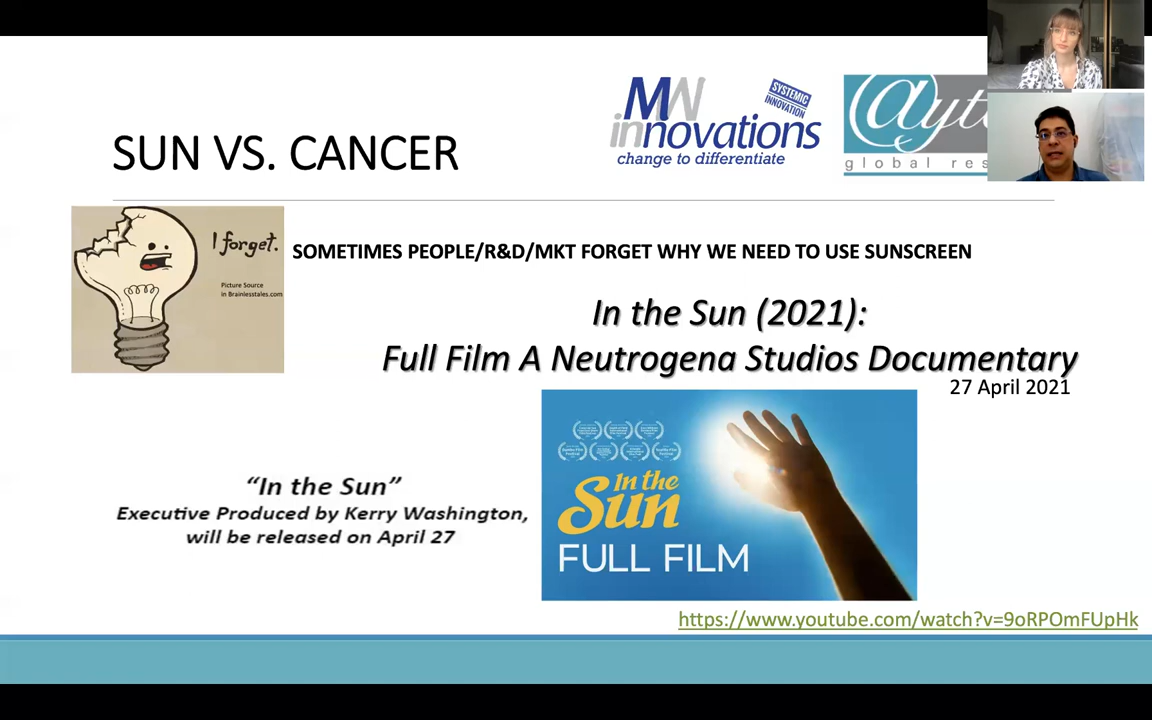 MW
innovations
change to differentiate
SYSTEMIC
INNOVATION
@yt
global res
SUN VS. CANCER
I forget.
Picture Source
in Brainlesstales.com
SOMETIMES PEOPLE/R&D/MKT FORGET WHY WE NEED TO USE SUNSCREEN
In the Sun (2021):
Full Film A Neutrogena Studios Documentary
27 April 2021
In the
Sun
FULL FILM
“In the Sun”
Executive Produced by Kerry Washington,
will be released on April 27
https://www.youtube.com/watch?v=9oRPOmFUpHk